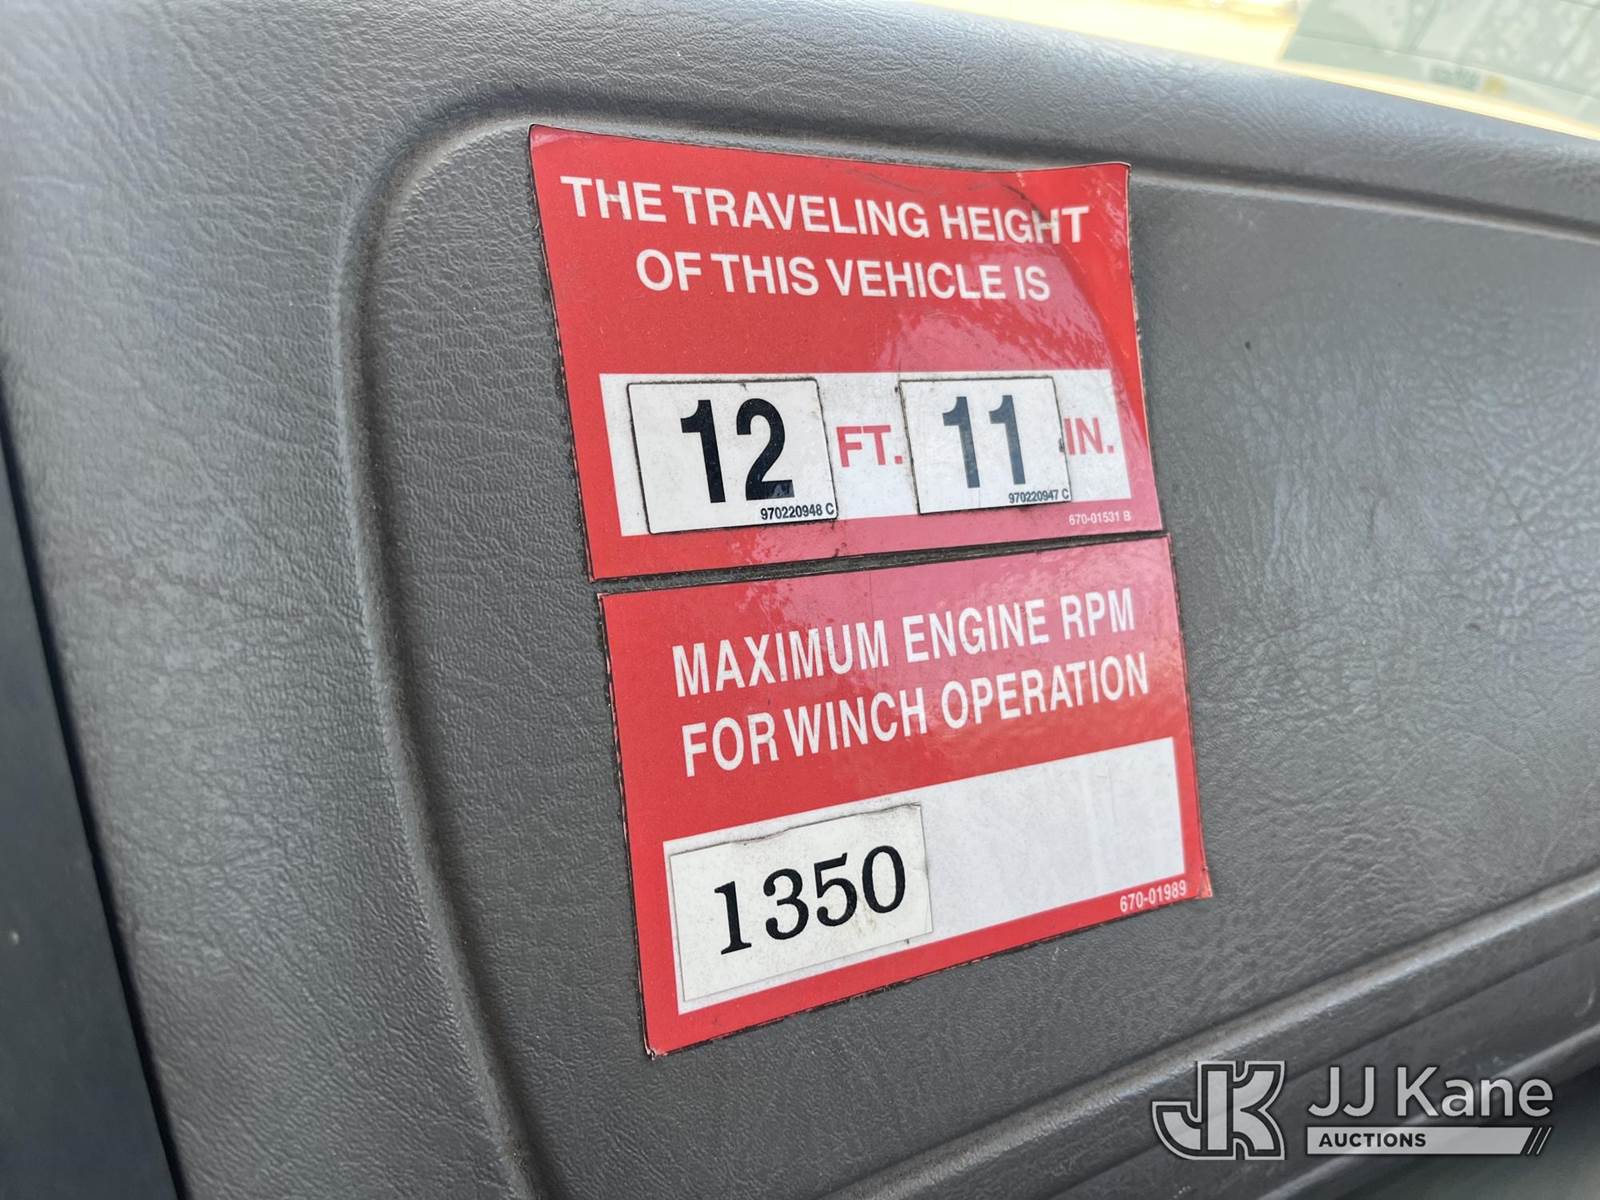 THE TRAVELING HEIGHT
OF THIS VEHICLE IS
12 FT. 11 IN.
970220948 C 970220947 C
670-01531 B
MAXIMUM ENGINE RPM
FOR WINCH OPERATION
1350
670-01989
JK JJ Kane
AUCTIONS